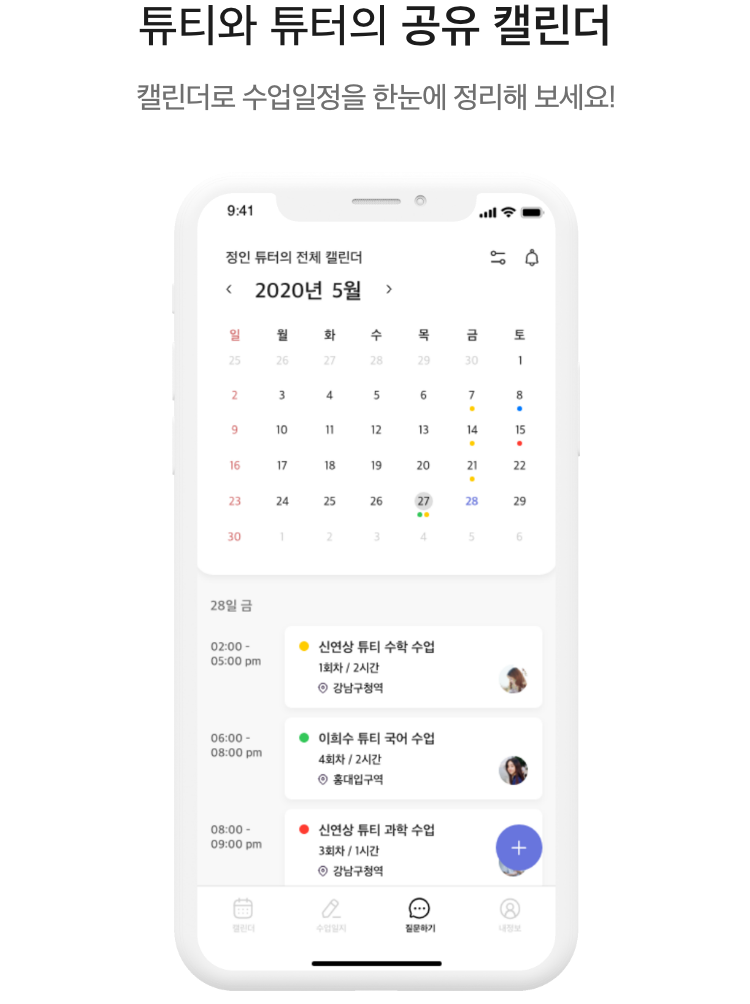 튜티와 튜터의 공유 캘린더
캘린더로 수업일정을 한눈에 정리해 보세요!
9:41
정인 튜터의 전체 캘린더
< 2020년 5월 >
일 월 화 수 목 금 토
25 26 27 28 29 30 1
2 3 4 5 6 7 8
9 10 11 12 13 14 15
16 17 18 19 20 21 22
23 24 25 26 27 28 29
30 1 2 3 4 5 6
28일 금
02:00 -
05:00 pm
신연상 튜티 수학 수업
1회차 / 2시간
강남구청역
06:00 -
08:00 pm
이희수 튜티 국어 수업
4회차 / 2시간
홍대입구역
08:00 -
09:00 pm
신연상 튜티 과학 수업
3회차 / 1시간
강남구청역
+
캘린더 수업일지 질문하기 내정보